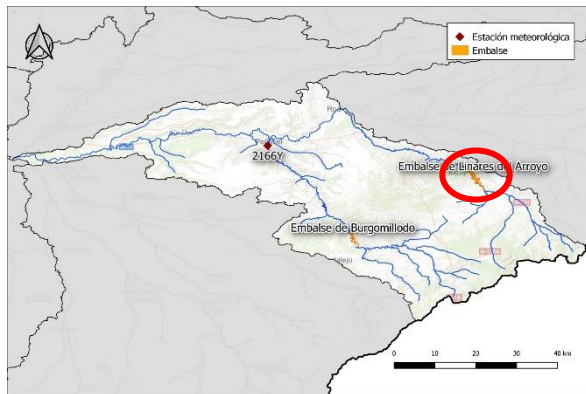 Estación meteorológica
Embalse
2166Y
Embalse de Linares del Arroyo
Embalse de Burgomillodo
0 10 20 30 40 km